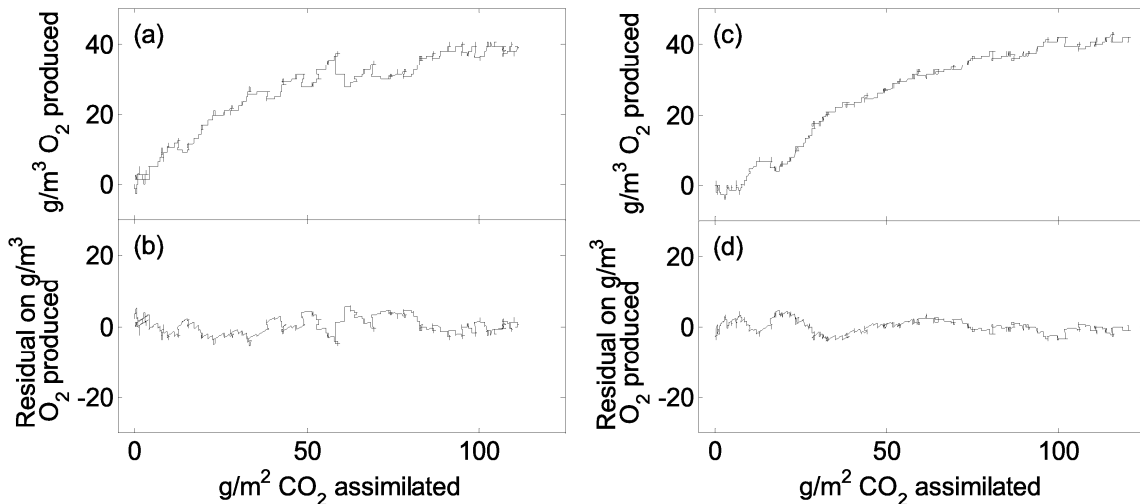 (a)
g/m³ O₂ produced
40
20
0
(b)
Residual on g/m³
O₂ produced
20
0
-20
0 50 100
g/m² CO₂ assimilated
(c)
g/m³ O₂ produced
40
20
0
(d)
Residual on g/m³
O₂ produced
20
0
-20
0 50 100
g/m² CO₂ assimilated